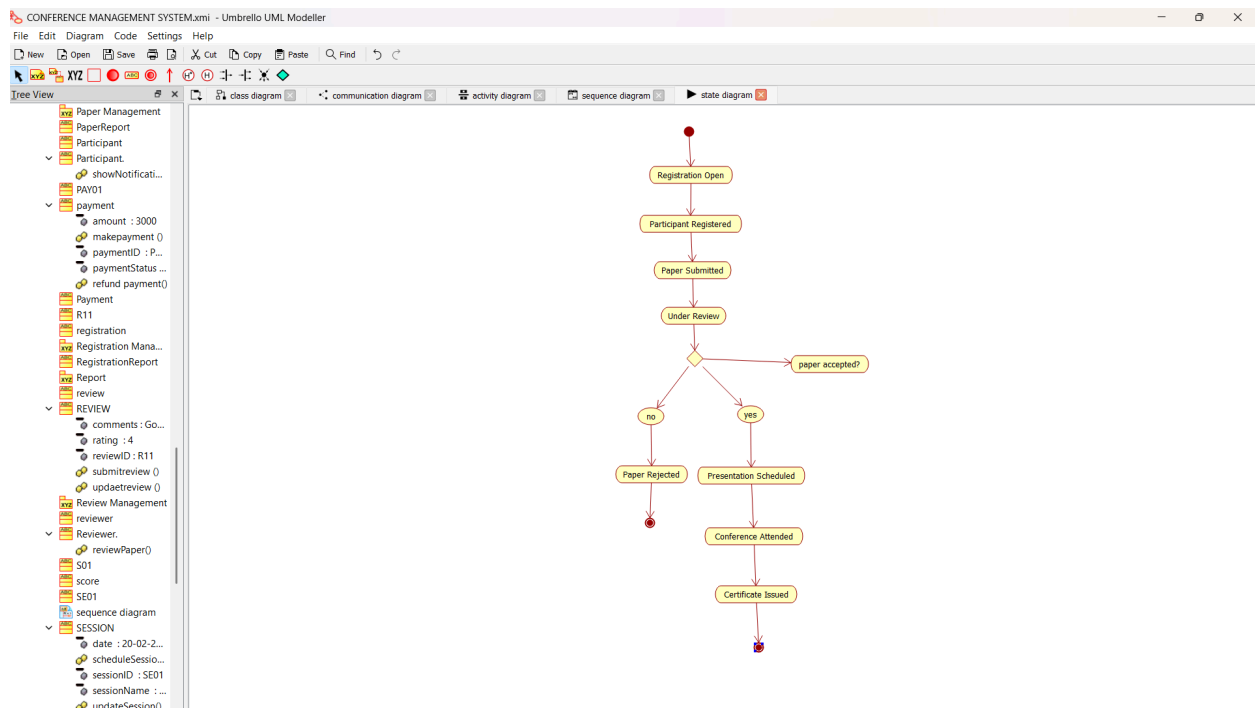 CONFERENCE MANAGEMENT SYSTEM.xmi - Umbrello UML Modeller
File Edit Diagram Code Settings Help
New Open Save Cut Copy Paste Find
XYZ ABC H* H
Tree View
class diagram communication diagram activity diagram sequence diagram state diagram
Paper Management
PaperReport
Participant
Participant.
showNotificati...
PAY01
payment
amount : 3000
makepayment ()
paymentID : P...
paymentStatus ...
refund payment()
Payment
R11
registration
Registration Mana...
RegistrationReport
Report
review
REVIEW
comments : Go...
rating : 4
reviewID : R11
submitreview ()
updaetreview ()
Review Management
reviewer
Reviewer.
reviewPaper()
S01
score
SE01
sequence diagram
SESSION
date : 20-02-2...
scheduleSessio...
sessionID : SE01
sessionName : ...
updateSession()
Registration Open
Participant Registered
Paper Submitted
Under Review
paper accepted?
no yes
Paper Rejected Presentation Scheduled
Conference Attended
Certificate Issued